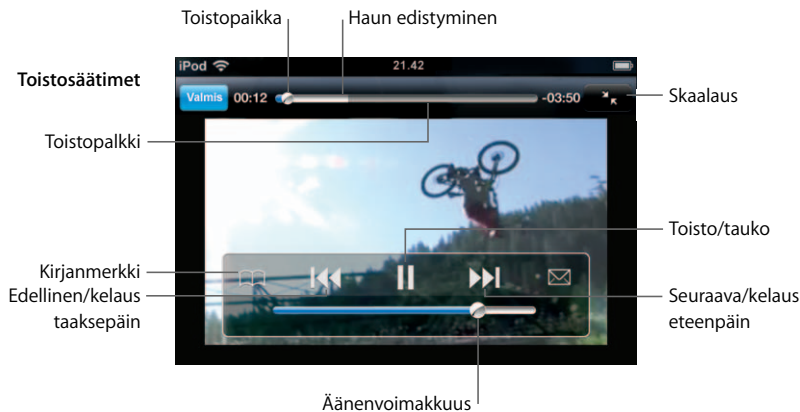 Toistopaikka
Haun edistyminen
iPod
21.42
Toistosäätimet
Valmis
00:12
-03:50
Skaalaus
Toistopalkki
Toisto/tauko
Kirjanmerkki
Edellinen/kelaus
taaksepäin
Seuraava/kelaus
eteenpäin
Äänenvoimakkuus